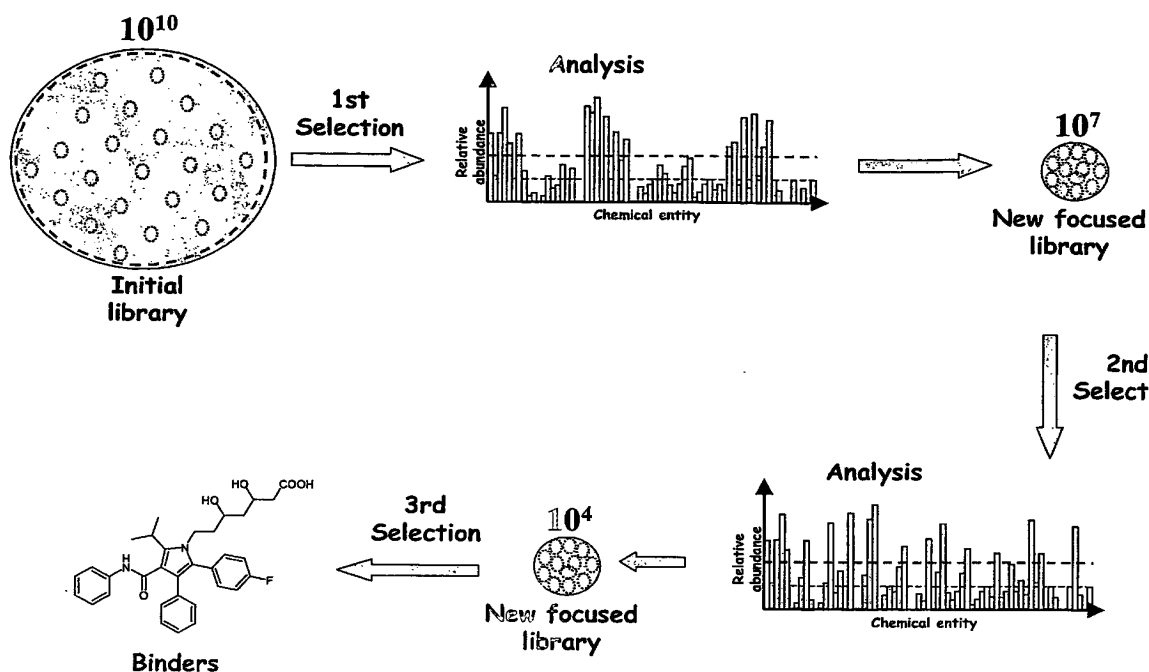 10¹⁰
Initial
library
1st
Selection
Analysis
Relative
abundance
Chemical entity
10⁷
New focused
library
2nd
Select
Analysis
Relative
abundance
Chemical entity
10⁴
New focused
library
3rd
Selection
HO
COOH
HO
N
H
N
O
F
Binders